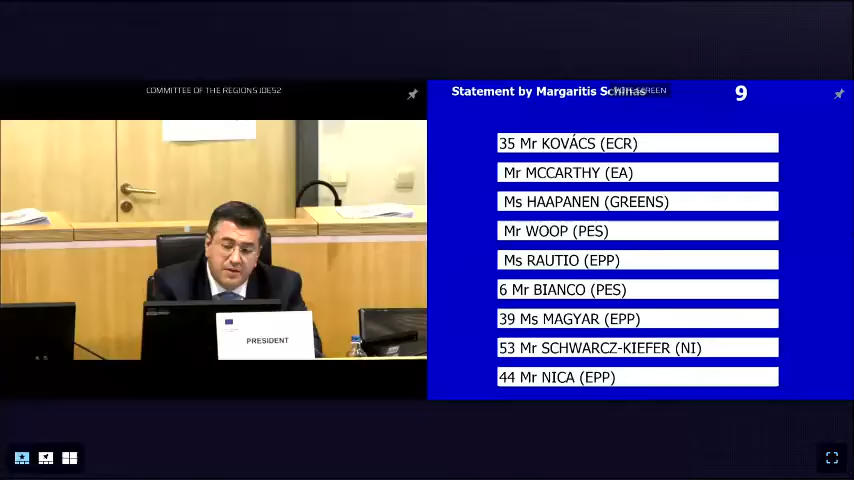 COMMITTEE OF THE REGIONS JDE52
PRESIDENT
Statement by Margaritis Schinas
9
35 Mr KOVÁCS (ECR)
Mr MCCARTHY (EA)
Ms HAAPANEN (GREENS)
Mr WOOP (PES)
Ms RAUTIO (EPP)
6 Mr BIANCO (PES)
39 Ms MAGYAR (EPP)
53 Mr SCHWARCZ-KIEFER (NI)
44 Mr NICA (EPP)